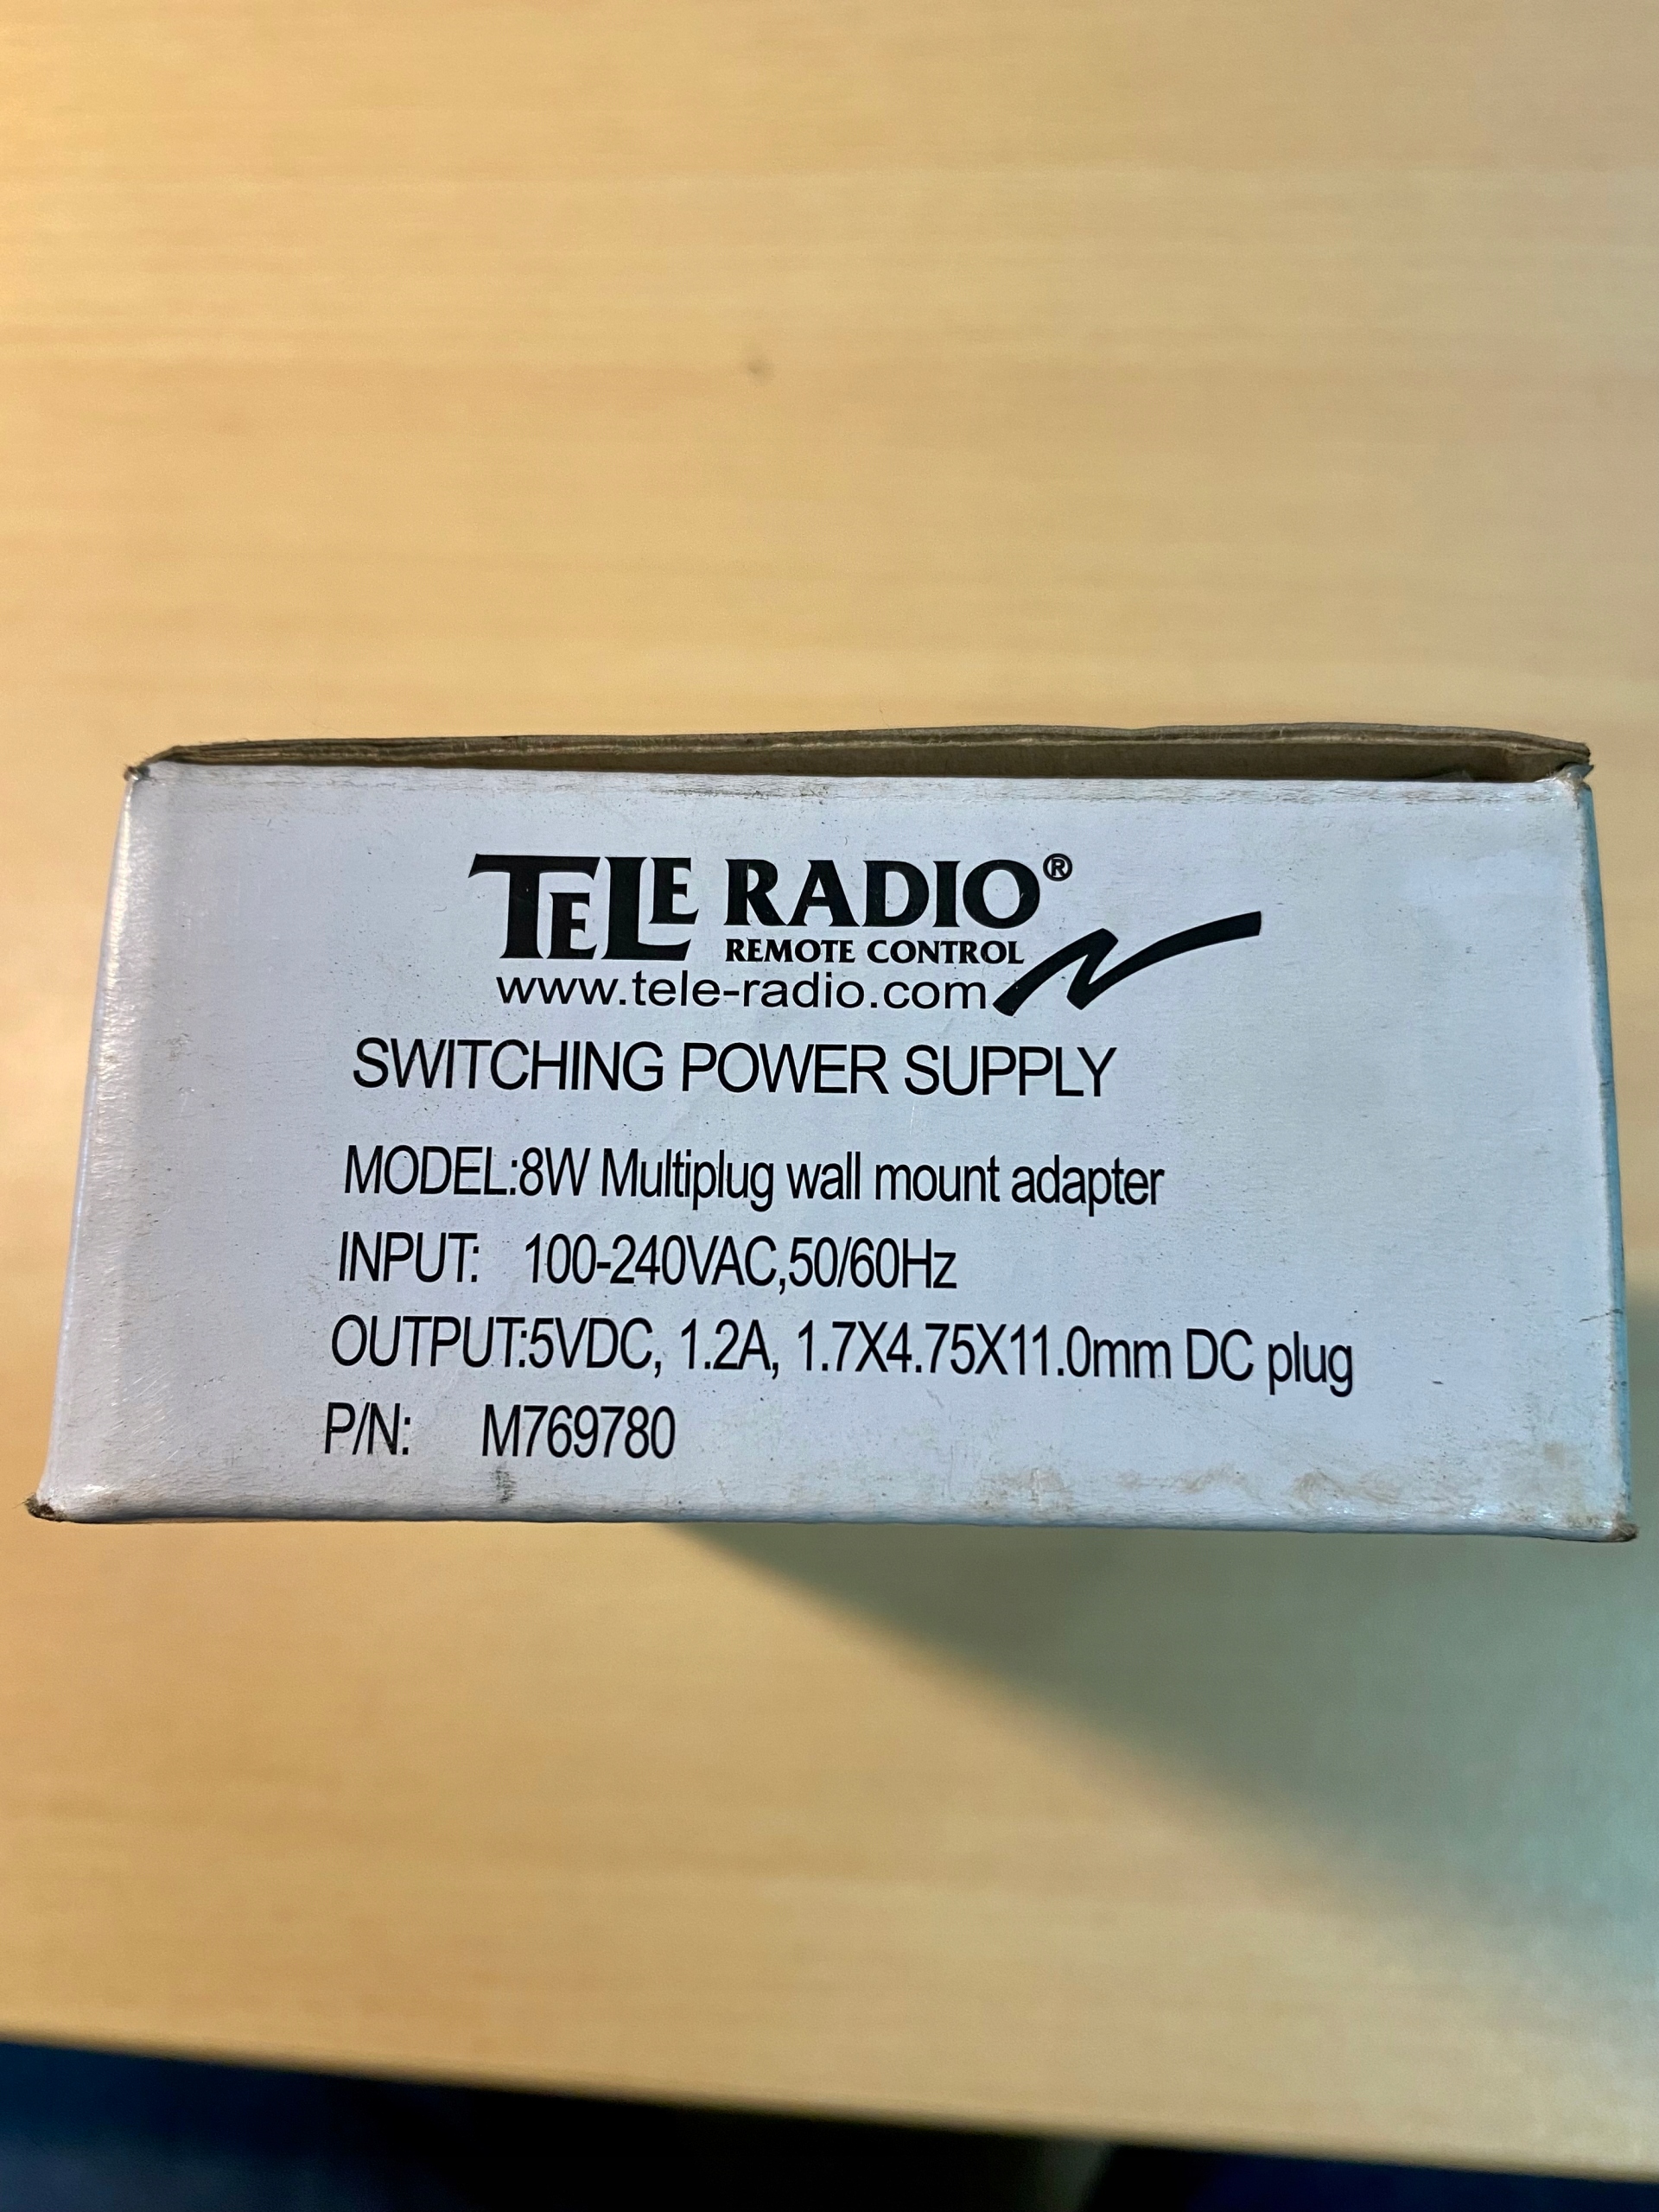 TELE RADIO®
REMOTE CONTROL
www.tele-radio.com
SWITCHING POWER SUPPLY
MODEL:8W Multiplug wall mount adapter
INPUT: 100-240VAC,50/60Hz
OUTPUT:5VDC, 1.2A, 1.7X4.75X11.0mm DC plug
P/N: M769780